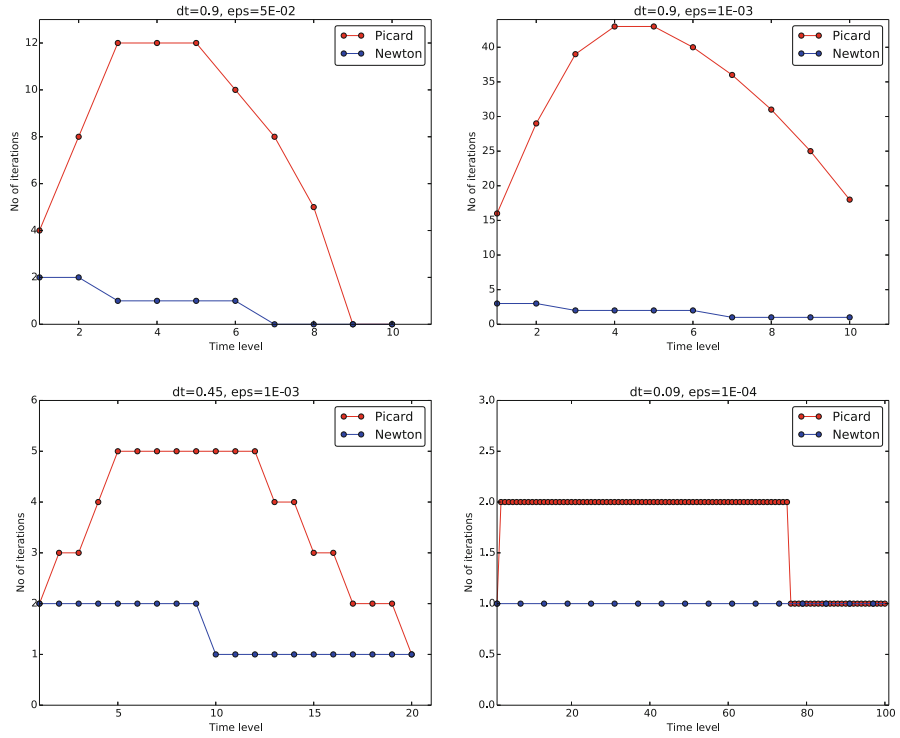 dt=0.9, eps=5E-02
12
10
8
6
4
2
0
No of iterations
Picard
Newton
2
4
6
8
10
Time level
dt=0.9, eps=1E-03
40
35
30
25
20
15
10
5
0
No of iterations
Picard
Newton
2
4
6
8
10
Time level
dt=0.45, eps=1E-03
6
5
4
3
2
1
0
No of iterations
Picard
Newton
5
10
15
20
Time level
dt=0.09, eps=1E-04
3.0
2.5
2.0
1.5
1.0
0.5
0.0
No of iterations
Picard
Newton
20
40
60
80
100
Time level